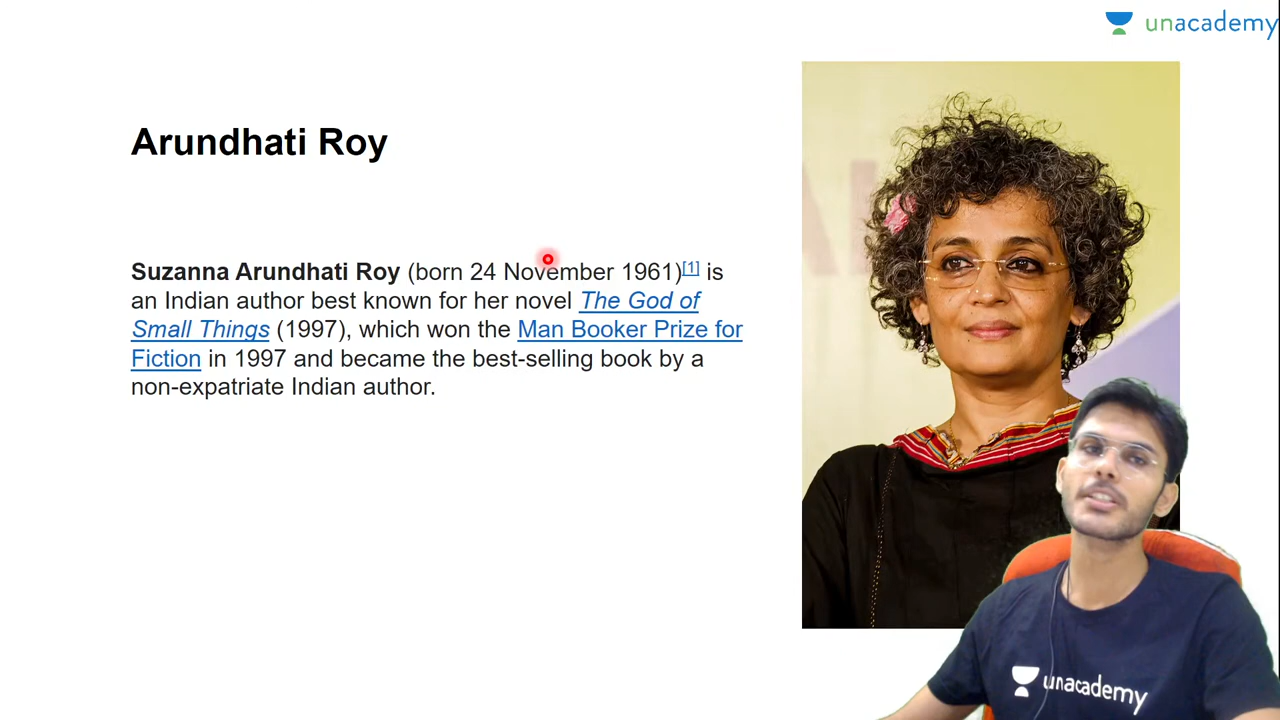 unacademy
Arundhati Roy
Suzanna Arundhati Roy (born 24 November 1961)[1] is
an Indian author best known for her novel The God of
Small Things (1997), which won the Man Booker Prize for
Fiction in 1997 and became the best-selling book by a
non-expatriate Indian author.
unacademy